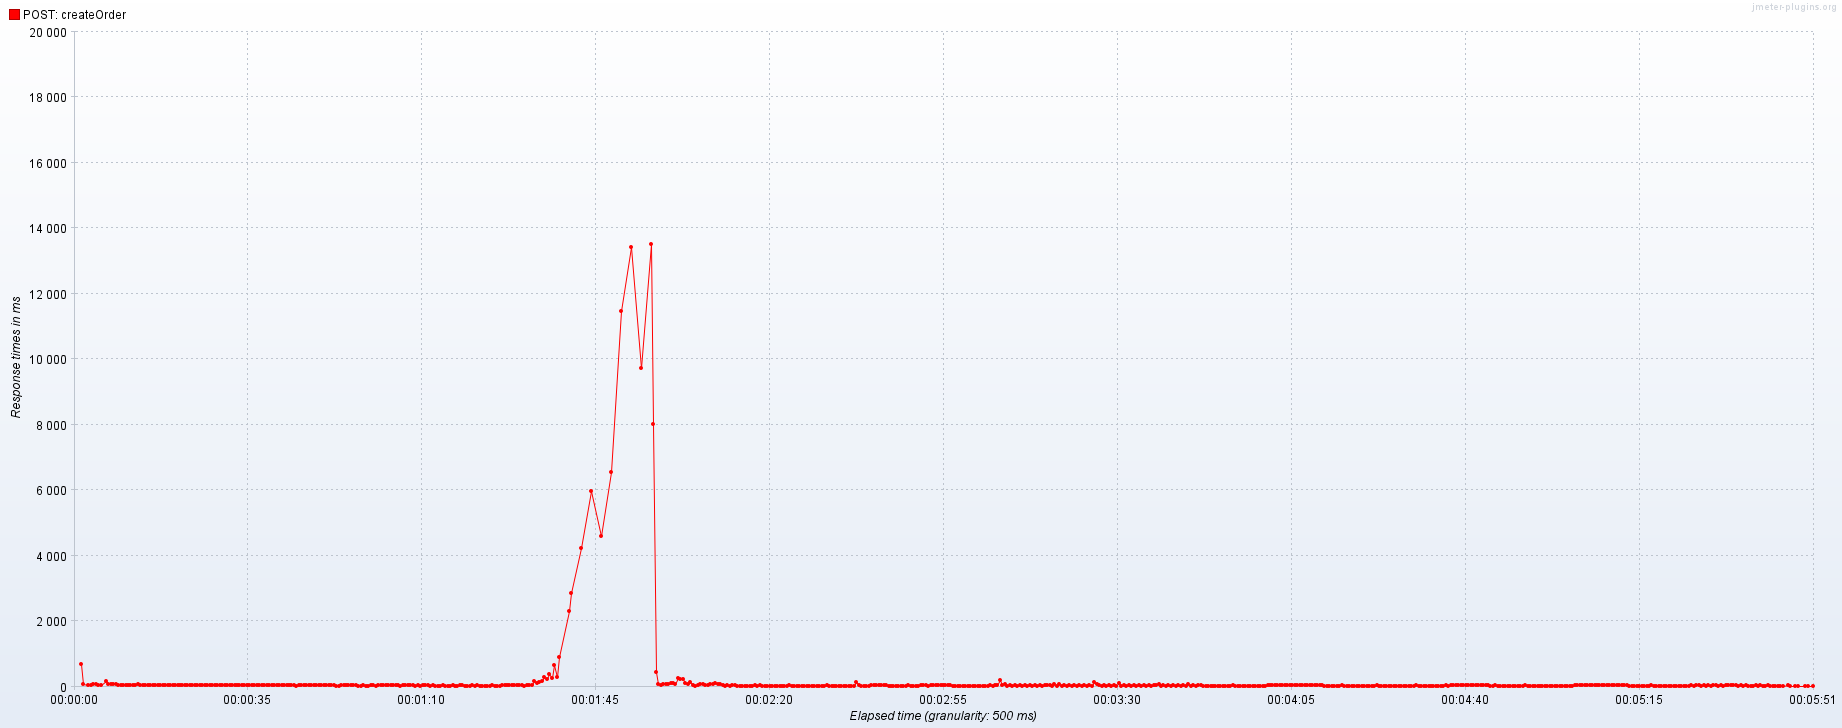 POST: createOrder
jmeter-plugins.org
20 000
18 000
16 000
14 000
12 000
10 000
8 000
6 000
4 000
2 000
0
Response times in ms
00:00:00 00:00:35 00:01:10 00:01:45 00:02:20 00:02:55 00:03:30 00:04:05 00:04:40 00:05:15 00:05:51
Elapsed time (granularity: 500 ms)